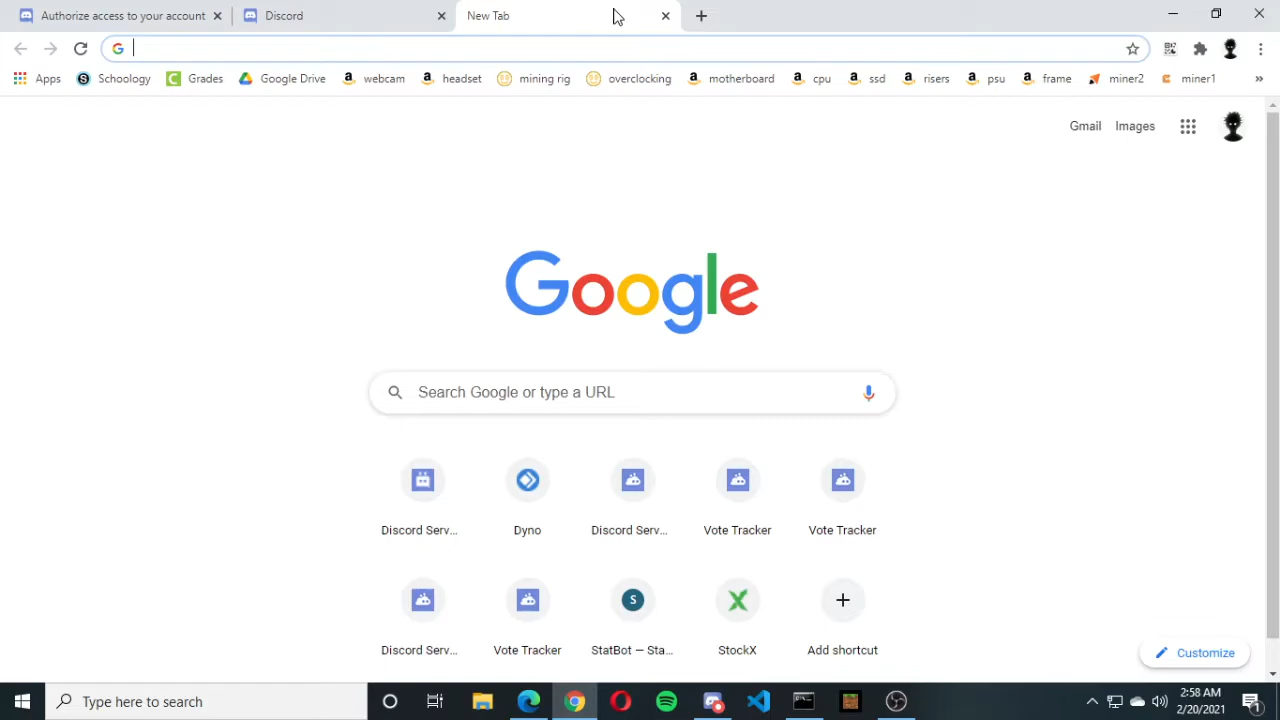 Authorize access to your account
Discord
New Tab
Apps
Schoology
Grades
Google Drive
webcam
headset
mining rig
overclocking
motherboard
cpu
ssd
risers
psu
frame
miner2
miner1
»
Gmail
Images
Google
Search Google or type a URL
Discord Serv...
Dyno
Discord Serv...
Vote Tracker
Vote Tracker
Discord Serv...
Vote Tracker
S
StatBot — Sta...
StockX
Add shortcut
Customize
Type here to search
2:58 AM
2/20/2021
1